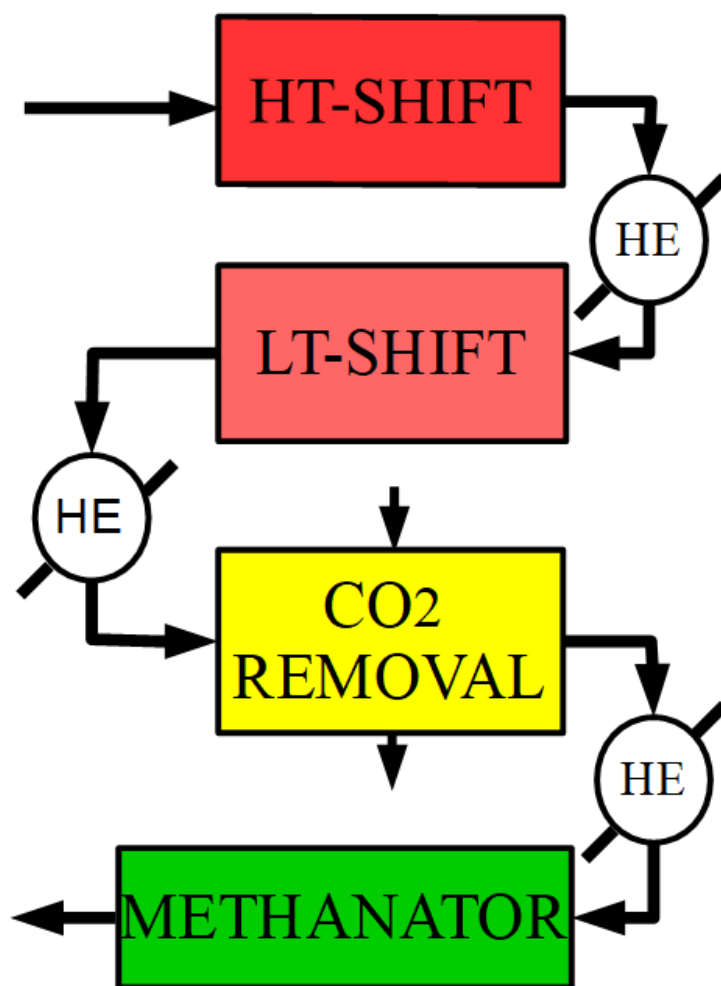 HT-SHIFT
HE
LT-SHIFT
HE
CO2
REMOVAL
HE
METHANATOR